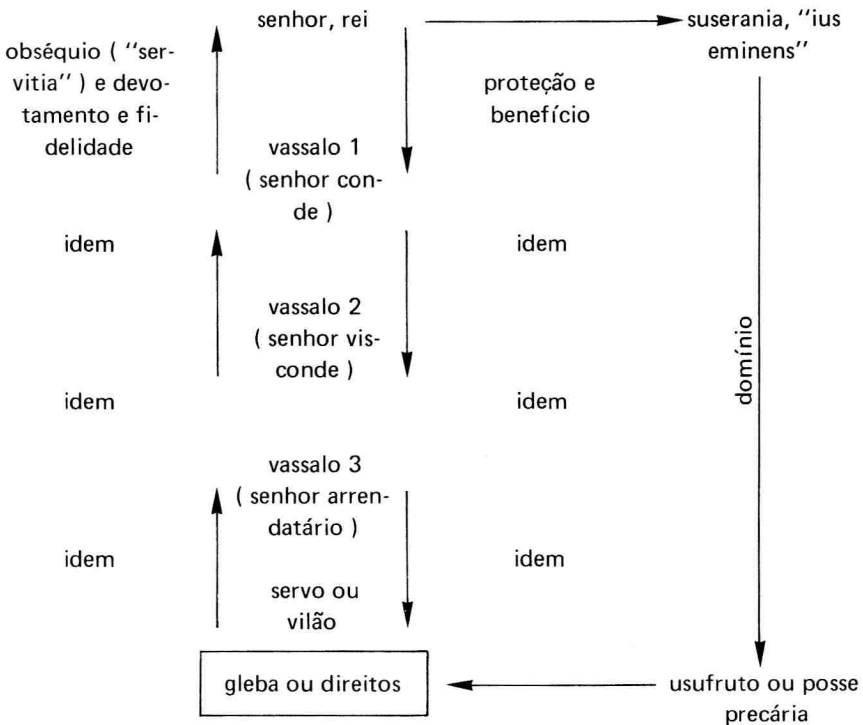 senhor, rei
suserania, "ius
eminens"
obséquio ( "ser-
vitia" ) e devo-
tamento e fi-
delidade
proteção e
benefício
vassalo 1
( senhor con-
de )
idem
idem
vassalo 2
( senhor vis-
conde )
domínio
idem
idem
vassalo 3
( senhor arren-
datário )
idem
idem
servo ou
vilão
gleba ou direitos
usufruto ou posse
precária